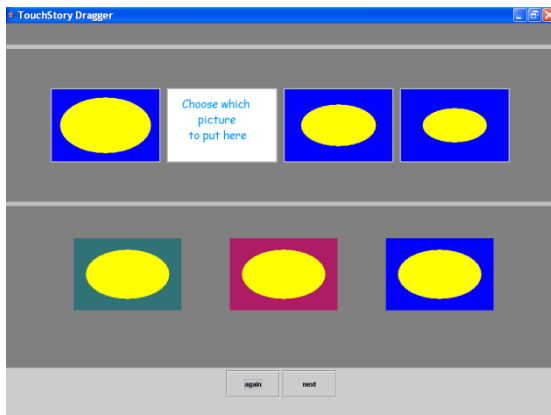 TouchStory Dragger
Choose which
picture
to put here
again
next